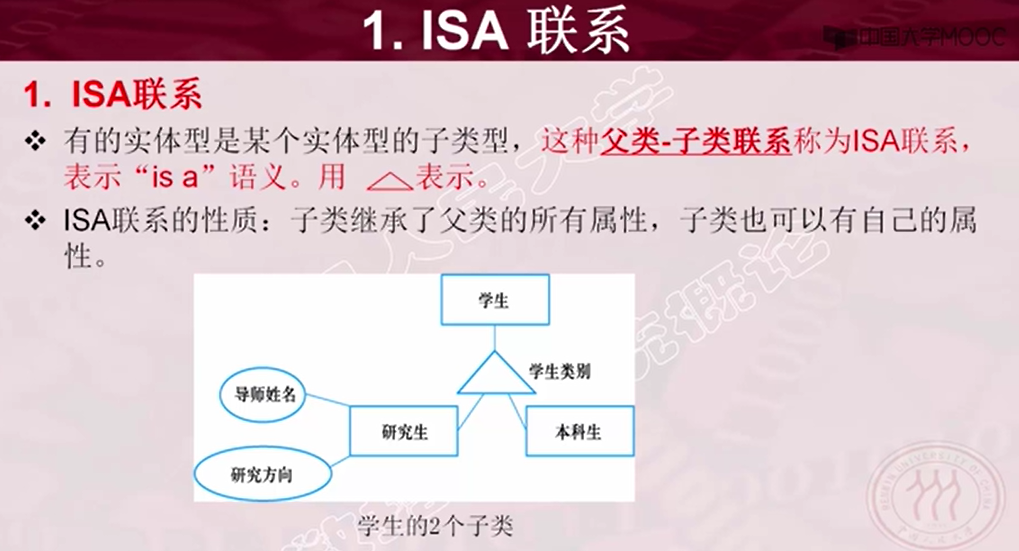 1. ISA 联系
中国大学MOOC
1. ISA联系
❖ 有的实体型是某个实体型的子类型，这种父类-子类联系称为ISA联系，
表示“is a”语义。用 △表示。
❖ ISA联系的性质：子类继承了父类的所有属性，子类也可以有自己的属
性。
学生
学生类别
导师姓名
研究生
本科生
研究方向
学生的2个子类